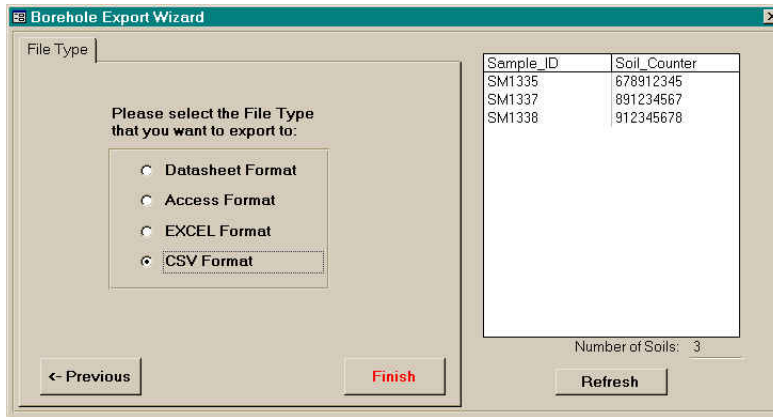 Borehole Export Wizard
File Type
Please select the File Type
that you want to export to:
Datasheet Format
Access Format
EXCEL Format
CSV Format
<- Previous
Finish
Sample_ID Soil_Counter
SM1335 678912345
SM1337 891234567
SM1338 912345678
Number of Soils: 3
Refresh